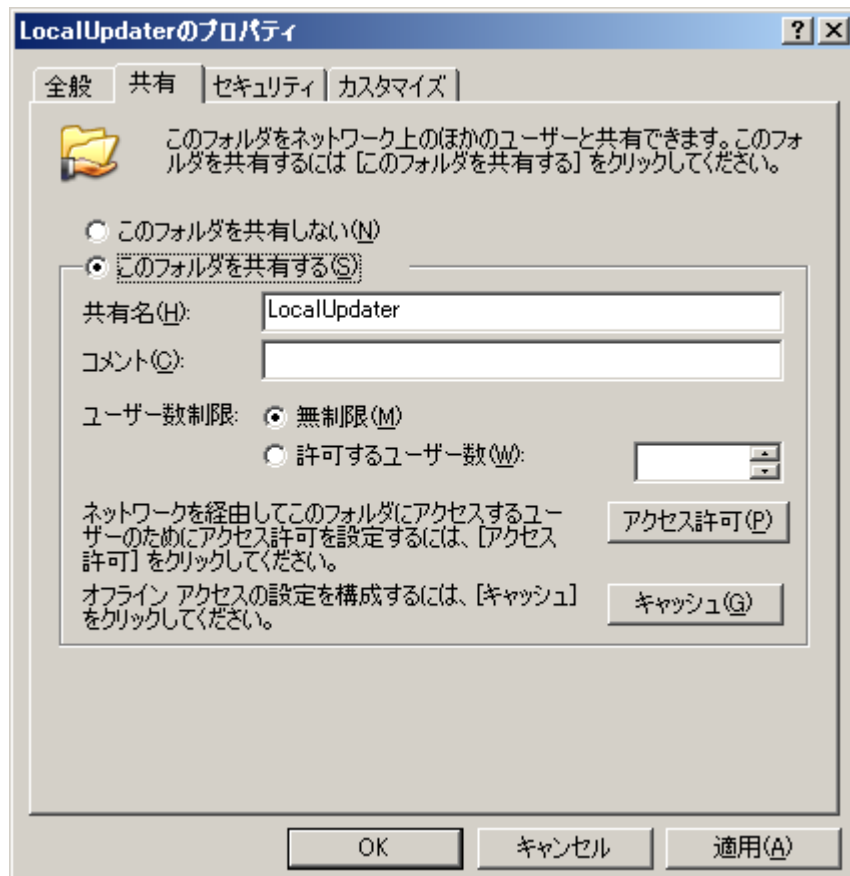 LocalUpdaterのプロパティ
全般 共有 セキュリティ カスタマイズ
このフォルダをネットワーク上のほかのユーザーと共有できます。このフォ
ルダを共有するには [このフォルダを共有する] をクリックしてください。
このフォルダを共有しない(N)
このフォルダを共有する(S)
共有名(H): LocalUpdater
コメント(C):
ユーザー数制限: 無制限(M)
許可するユーザー数(W):
ネットワークを経由してこのフォルダにアクセスするユー
ザーのためにアクセス許可を設定するには、[アクセス
許可] をクリックしてください。
アクセス許可(P)
オフライン アクセスの設定を構成するには、[キャッシュ]
をクリックしてください。
キャッシュ(G)
OK キャンセル 適用(A)